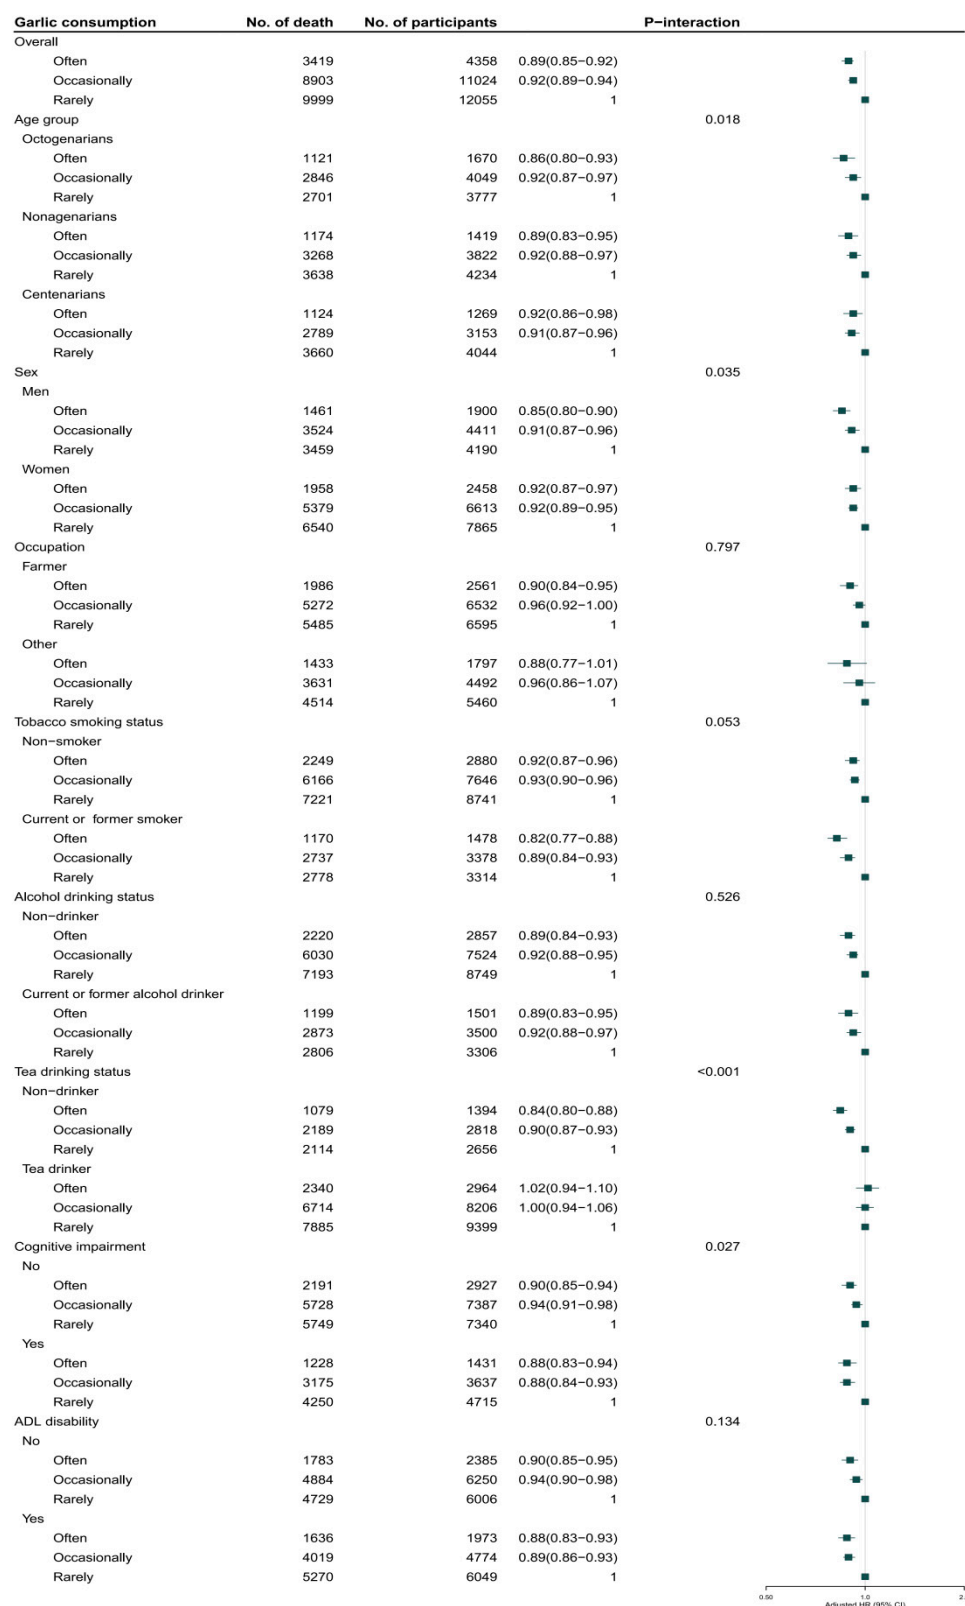 Garlic consumption No. of death No. of participants P−interaction
Overall
Often 3419 4358 0.89(0.85−0.92)
Occasionally 8903 11024 0.92(0.89−0.94)
Rarely 9999 12055 1
Age group 0.018
Octogenarians
Often 1121 1670 0.86(0.80−0.93)
Occasionally 2846 4049 0.92(0.87−0.97)
Rarely 2701 3777 1
Nonagenarians
Often 1174 1419 0.89(0.83−0.95)
Occasionally 3268 3822 0.92(0.88−0.97)
Rarely 3638 4234 1
Centenarians
Often 1124 1269 0.92(0.86−0.98)
Occasionally 2789 3153 0.91(0.87−0.96)
Rarely 3660 4044 1
Sex 0.035
Men
Often 1461 1900 0.85(0.80−0.90)
Occasionally 3524 4411 0.91(0.87−0.96)
Rarely 3459 4190 1
Women
Often 1958 2458 0.92(0.87−0.97)
Occasionally 5379 6613 0.92(0.89−0.95)
Rarely 6540 7865 1
Occupation 0.797
Farmer
Often 1986 2561 0.90(0.84−0.95)
Occasionally 5272 6532 0.96(0.92−1.00)
Rarely 5485 6595 1
Other
Often 1433 1797 0.88(0.77−1.01)
Occasionally 3631 4492 0.96(0.86−1.07)
Rarely 4514 5460 1
Tobacco smoking status 0.053
Non−smoker
Often 2249 2880 0.92(0.87−0.96)
Occasionally 6166 7646 0.93(0.90−0.96)
Rarely 7221 8741 1
Current or former smoker
Often 1170 1478 0.82(0.77−0.88)
Occasionally 2737 3378 0.89(0.84−0.93)
Rarely 2778 3314 1
Alcohol drinking status 0.526
Non−drinker
Often 2220 2857 0.89(0.84−0.93)
Occasionally 6030 7524 0.92(0.88−0.95)
Rarely 7193 8749 1
Current or former alcohol drinker
Often 1199 1501 0.89(0.83−0.95)
Occasionally 2873 3500 0.92(0.88−0.97)
Rarely 2806 3306 1
Tea drinking status <0.001
Non−drinker
Often 1079 1394 0.84(0.80−0.88)
Occasionally 2189 2818 0.90(0.87−0.93)
Rarely 2114 2656 1
Tea drinker
Often 2340 2964 1.02(0.94−1.10)
Occasionally 6714 8206 1.00(0.94−1.06)
Rarely 7885 9399 1
Cognitive impairment 0.027
No
Often 2191 2927 0.90(0.85−0.94)
Occasionally 5728 7387 0.94(0.91−0.98)
Rarely 5749 7340 1
Yes
Often 1228 1431 0.88(0.83−0.94)
Occasionally 3175 3637 0.88(0.84−0.93)
Rarely 4250 4715 1
ADL disability 0.134
No
Often 1783 2385 0.90(0.85−0.95)
Occasionally 4884 6250 0.94(0.90−0.98)
Rarely 4729 6006 1
Yes
Often 1636 1973 0.88(0.83−0.93)
Occasionally 4019 4774 0.89(0.86−0.93)
Rarely 5270 6049 1
0.50 1.0
Adjusted HR (95% CI)